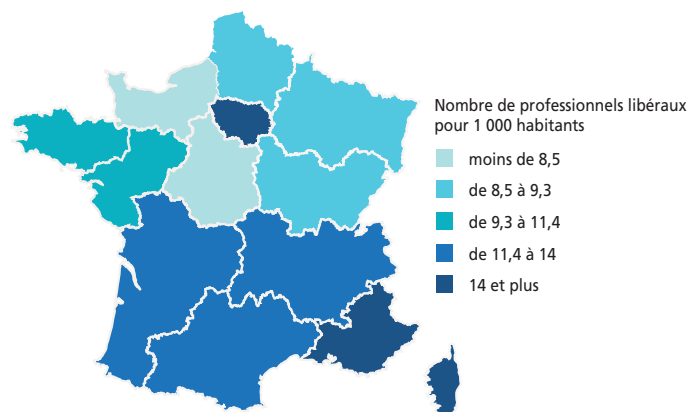 Nombre de professionnels libéraux
pour 1 000 habitants
moins de 8,5
de 8,5 à 9,3
de 9,3 à 11,4
de 11,4 à 14
14 et plus